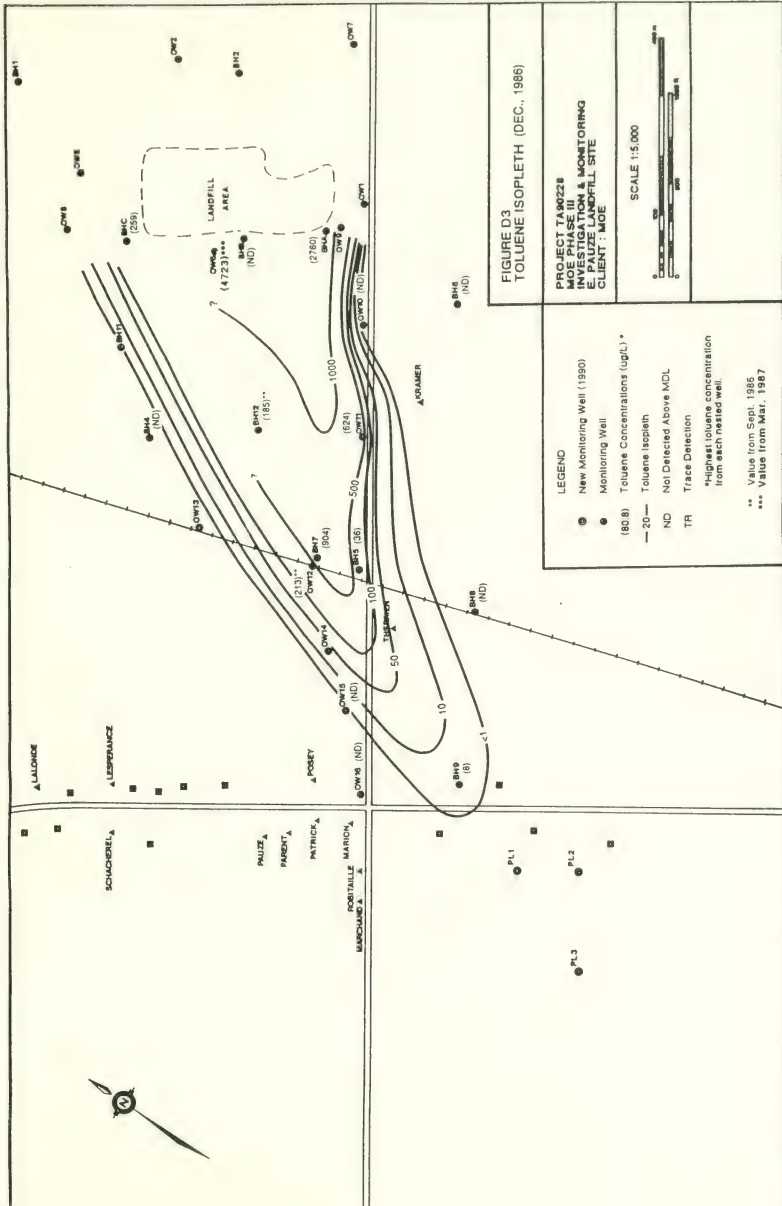 BH1
OW2
BH2
OW7
OW8
BHC
(259)
LANDFILL
AREA
(4723)***
(ND)
(2780)
BHA
OW9
OW1
BH11
?
1000
OW10 (ND)
BH6
(ND)
BH4
(ND)
BH12
(185)**
(624)
OW11
KRAMER
OW13
?
500
BH7
(904)
OW12
(213)**
BH5 (36)
100
OW14
50
BH8
(ND)
OW15
(ND)
10
<1
LALONDE
LESPERANCE
POSEY
OW16 (ND)
BH9
(8)
SCHACHEREL
PAUZE
PARENT
PATRICK
MARION
ROBITAILLE
MARCHAND
PL1
PL2
PL3
N
LEGEND
New Monitoring Well (1990)
Monitoring Well
(80.8) Toluene Concentrations (ug/L) *
20 Toluene Isopleth
ND Not Detected Above MDL
TR Trace Detection
*Highest toluene concentration
from each nested well.
** Value from Sept. 1986
*** Value from Mar. 1987
FIGURE D3
TOLUENE ISOPLETH (DEC., 1986)
PROJECT TA90228
MOE PHASE III
INVESTIGATION & MONITORING
E. PAUZE LANDFILL SITE
CLIENT : MOE
SCALE 1:5,000